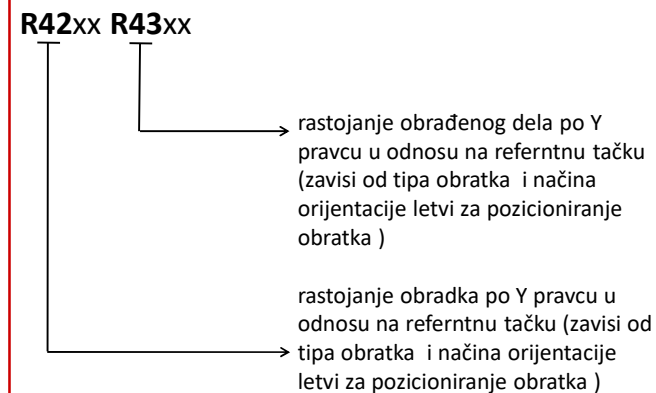 R42xx R43xx
rastojanje obrađenog dela po Y
pravcu u odnosu na referntnu tačku
(zavisi od tipa obratka i načina
orijentacije letvi za pozicioniranje
obratka )
rastojanje obradka po Y pravcu u
odnosu na referntnu tačku (zavisi od
tipa obratka i načina orijentacije
letvi za pozicioniranje obratka )